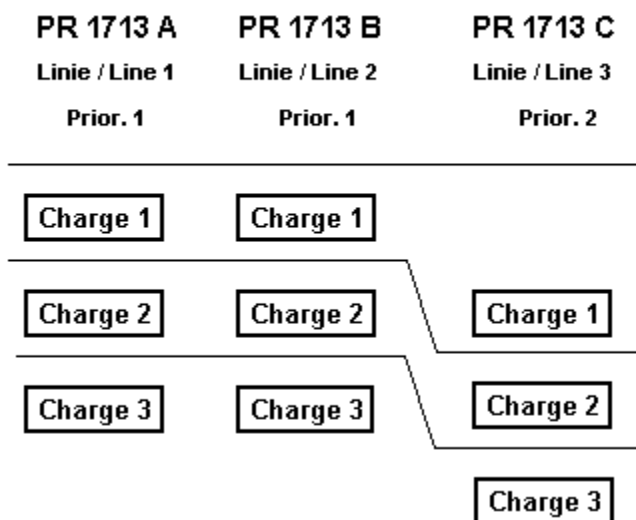 PR 1713 A PR 1713 B PR 1713 C
Linie / Line 1 Linie / Line 2 Linie / Line 3
Prior. 1 Prior. 1 Prior. 2
Charge 1 Charge 1
Charge 2 Charge 2 Charge 1
Charge 3 Charge 3 Charge 2
Charge 3